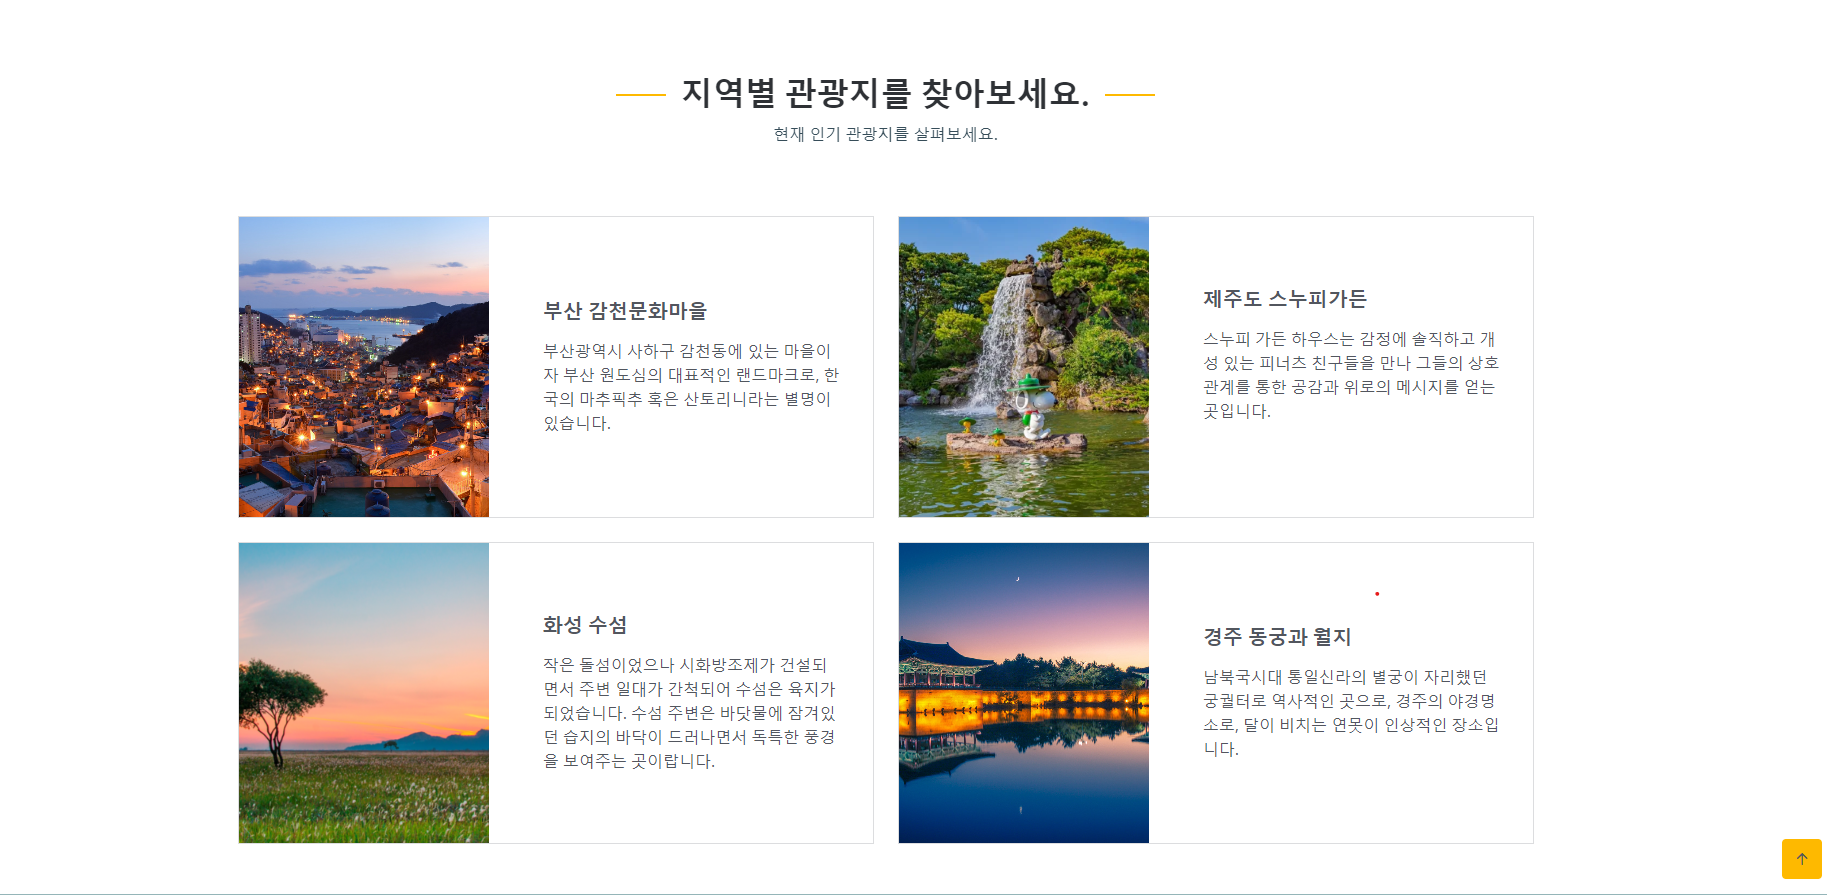 지역별 관광지를 찾아보세요.
현재 인기 관광지를 살펴보세요.
부산 감천문화마을
부산광역시 사하구 감천동에 있는 마을이
자 부산 원도심의 대표적인 랜드마크로, 한
국의 마추픽추 혹은 산토리니라는 별명이
있습니다.
제주도 스누피가든
스누피 가든 하우스는 감정에 솔직하고 개
성 있는 피너츠 친구들을 만나 그들의 상호
관계를 통한 공감과 위로의 메시지를 얻는
곳입니다.
화성 수섬
작은 돌섬이었으나 시화방조제가 건설되
면서 주변 일대가 간척되어 수섬은 육지가
되었습니다. 수섬 주변은 바닷물에 잠겨있
던 습지의 바닥이 드러나면서 독특한 풍경
을 보여주는 곳이랍니다.
경주 동궁과 월지
남북국시대 통일신라의 별궁이 자리했던
궁궐터로 역사적인 곳으로, 경주의 야경명
소로, 달이 비치는 연못이 인상적인 장소입
니다.